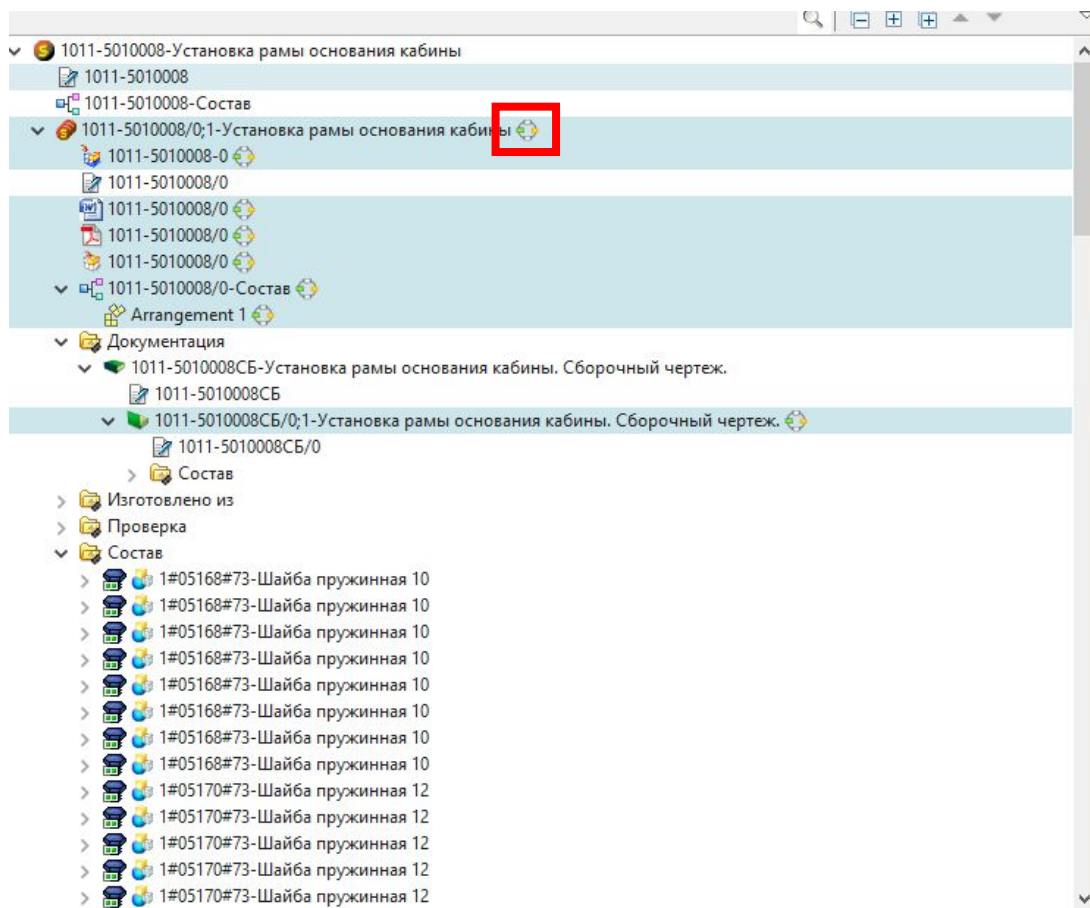 1011-5010008-Установка рамы основания кабины
1011-5010008
1011-5010008-Состав
1011-5010008/0;1-Установка рамы основания кабины
1011-5010008-0
1011-5010008/0
1011-5010008/0
1011-5010008/0
1011-5010008/0
1011-5010008/0-Состав
Arrangement 1
Документация
1011-5010008СБ-Установка рамы основания кабины. Сборочный чертеж.
1011-5010008СБ
1011-5010008СБ/0;1-Установка рамы основания кабины. Сборочный чертеж.
1011-5010008СБ/0
Состав
Изготовлено из
Проверка
Состав
1#05168#73-Шайба пружинная 10
1#05168#73-Шайба пружинная 10
1#05168#73-Шайба пружинная 10
1#05168#73-Шайба пружинная 10
1#05168#73-Шайба пружинная 10
1#05168#73-Шайба пружинная 10
1#05168#73-Шайба пружинная 10
1#05168#73-Шайба пружинная 10
1#05170#73-Шайба пружинная 12
1#05170#73-Шайба пружинная 12
1#05170#73-Шайба пружинная 12
1#05170#73-Шайба пружинная 12
1#05170#73-Шайба пружинная 12